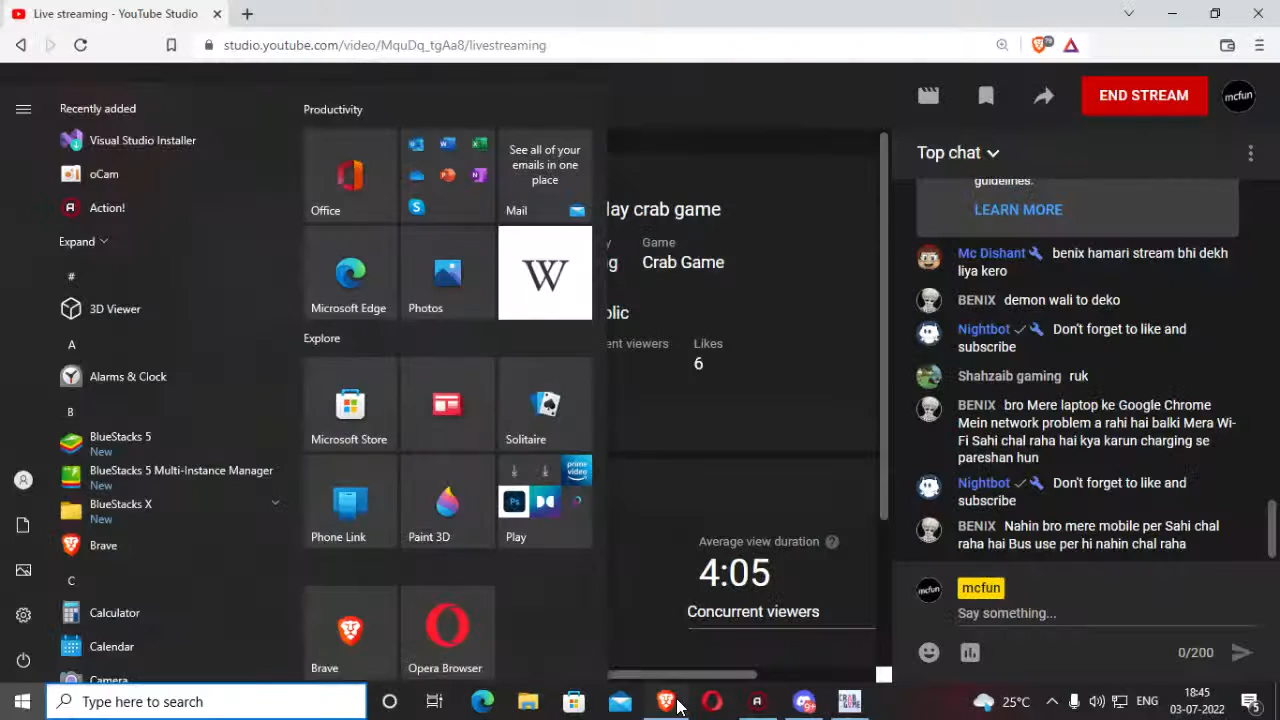 Live streaming - YouTube Studio
studio.youtube.com/video/MquDq_tgAa8/livestreaming
Recently added
Visual Studio Installer
oCam
Action!
Expand
#
3D Viewer
A
Alarms & Clock
B
BlueStacks 5
New
BlueStacks 5 Multi-Instance Manager
New
BlueStacks X
New
Brave
C
Calculator
Calendar
Camera
Productivity
Office
See all of your
emails in one
place
Mail
Microsoft Edge
Photos
W
Explore
Microsoft Store
Solitaire
Phone Link
Paint 3D
prime
video
Ps
Play
Brave
Opera Browser
lay crab game
y
Game
g
Crab Game
olic
ent viewers
Likes
6
Average view duration
4:05
Concurrent viewers
END STREAM
mcfun
Top chat
guidelines.
LEARN MORE
Mc Dishant benix hamari stream bhi dekh
liya kero
BENIX demon wali to deko
Nightbot Don't forget to like and
subscribe
Shahzaib gaming ruk
BENIX bro Mere laptop ke Google Chrome
Mein network problem a rahi hai balki Mera Wi-
Fi Sahi chal raha hai kya karun charging se
pareshan hun
Nightbot Don't forget to like and
subscribe
BENIX Nahin bro mere mobile per Sahi chal
raha hai Bus use per hi nahin chal raha
mcfun
mcfun
Say something...
0/200
Type here to search
25°C
ENG
18:45
03-07-2022
5